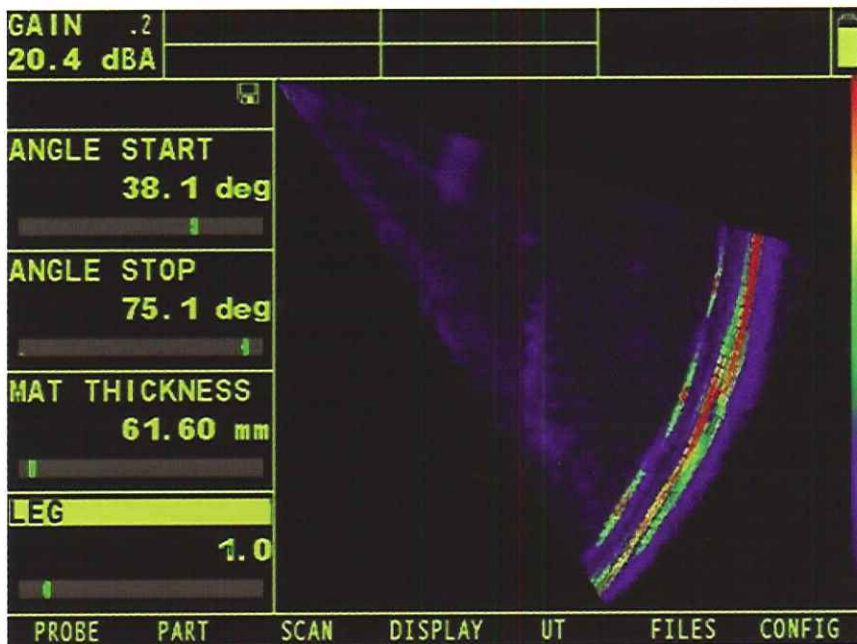 GAIN .2
20.4 dBA
ANGLE START
38.1 deg
ANGLE STOP
75.1 deg
MAT THICKNESS
61.60 mm
LEG
1.0
PROBE PART SCAN DISPLAY UT FILES CONFIG